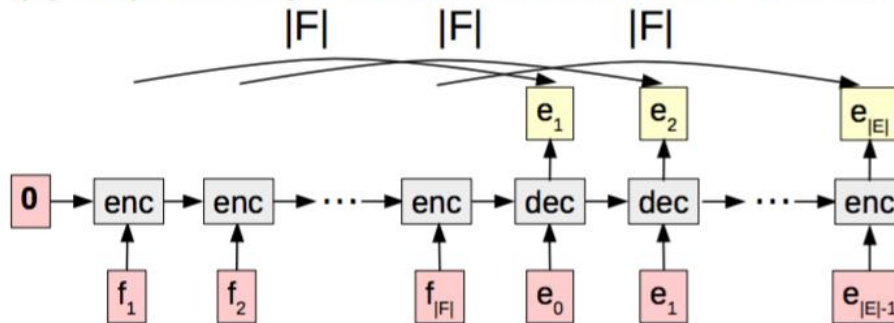 |F| |F| |F|
e1 e2 e|E|
0 enc enc ... enc dec dec ... enc
f1 f2 f|F| e0 e1 e|E|-1